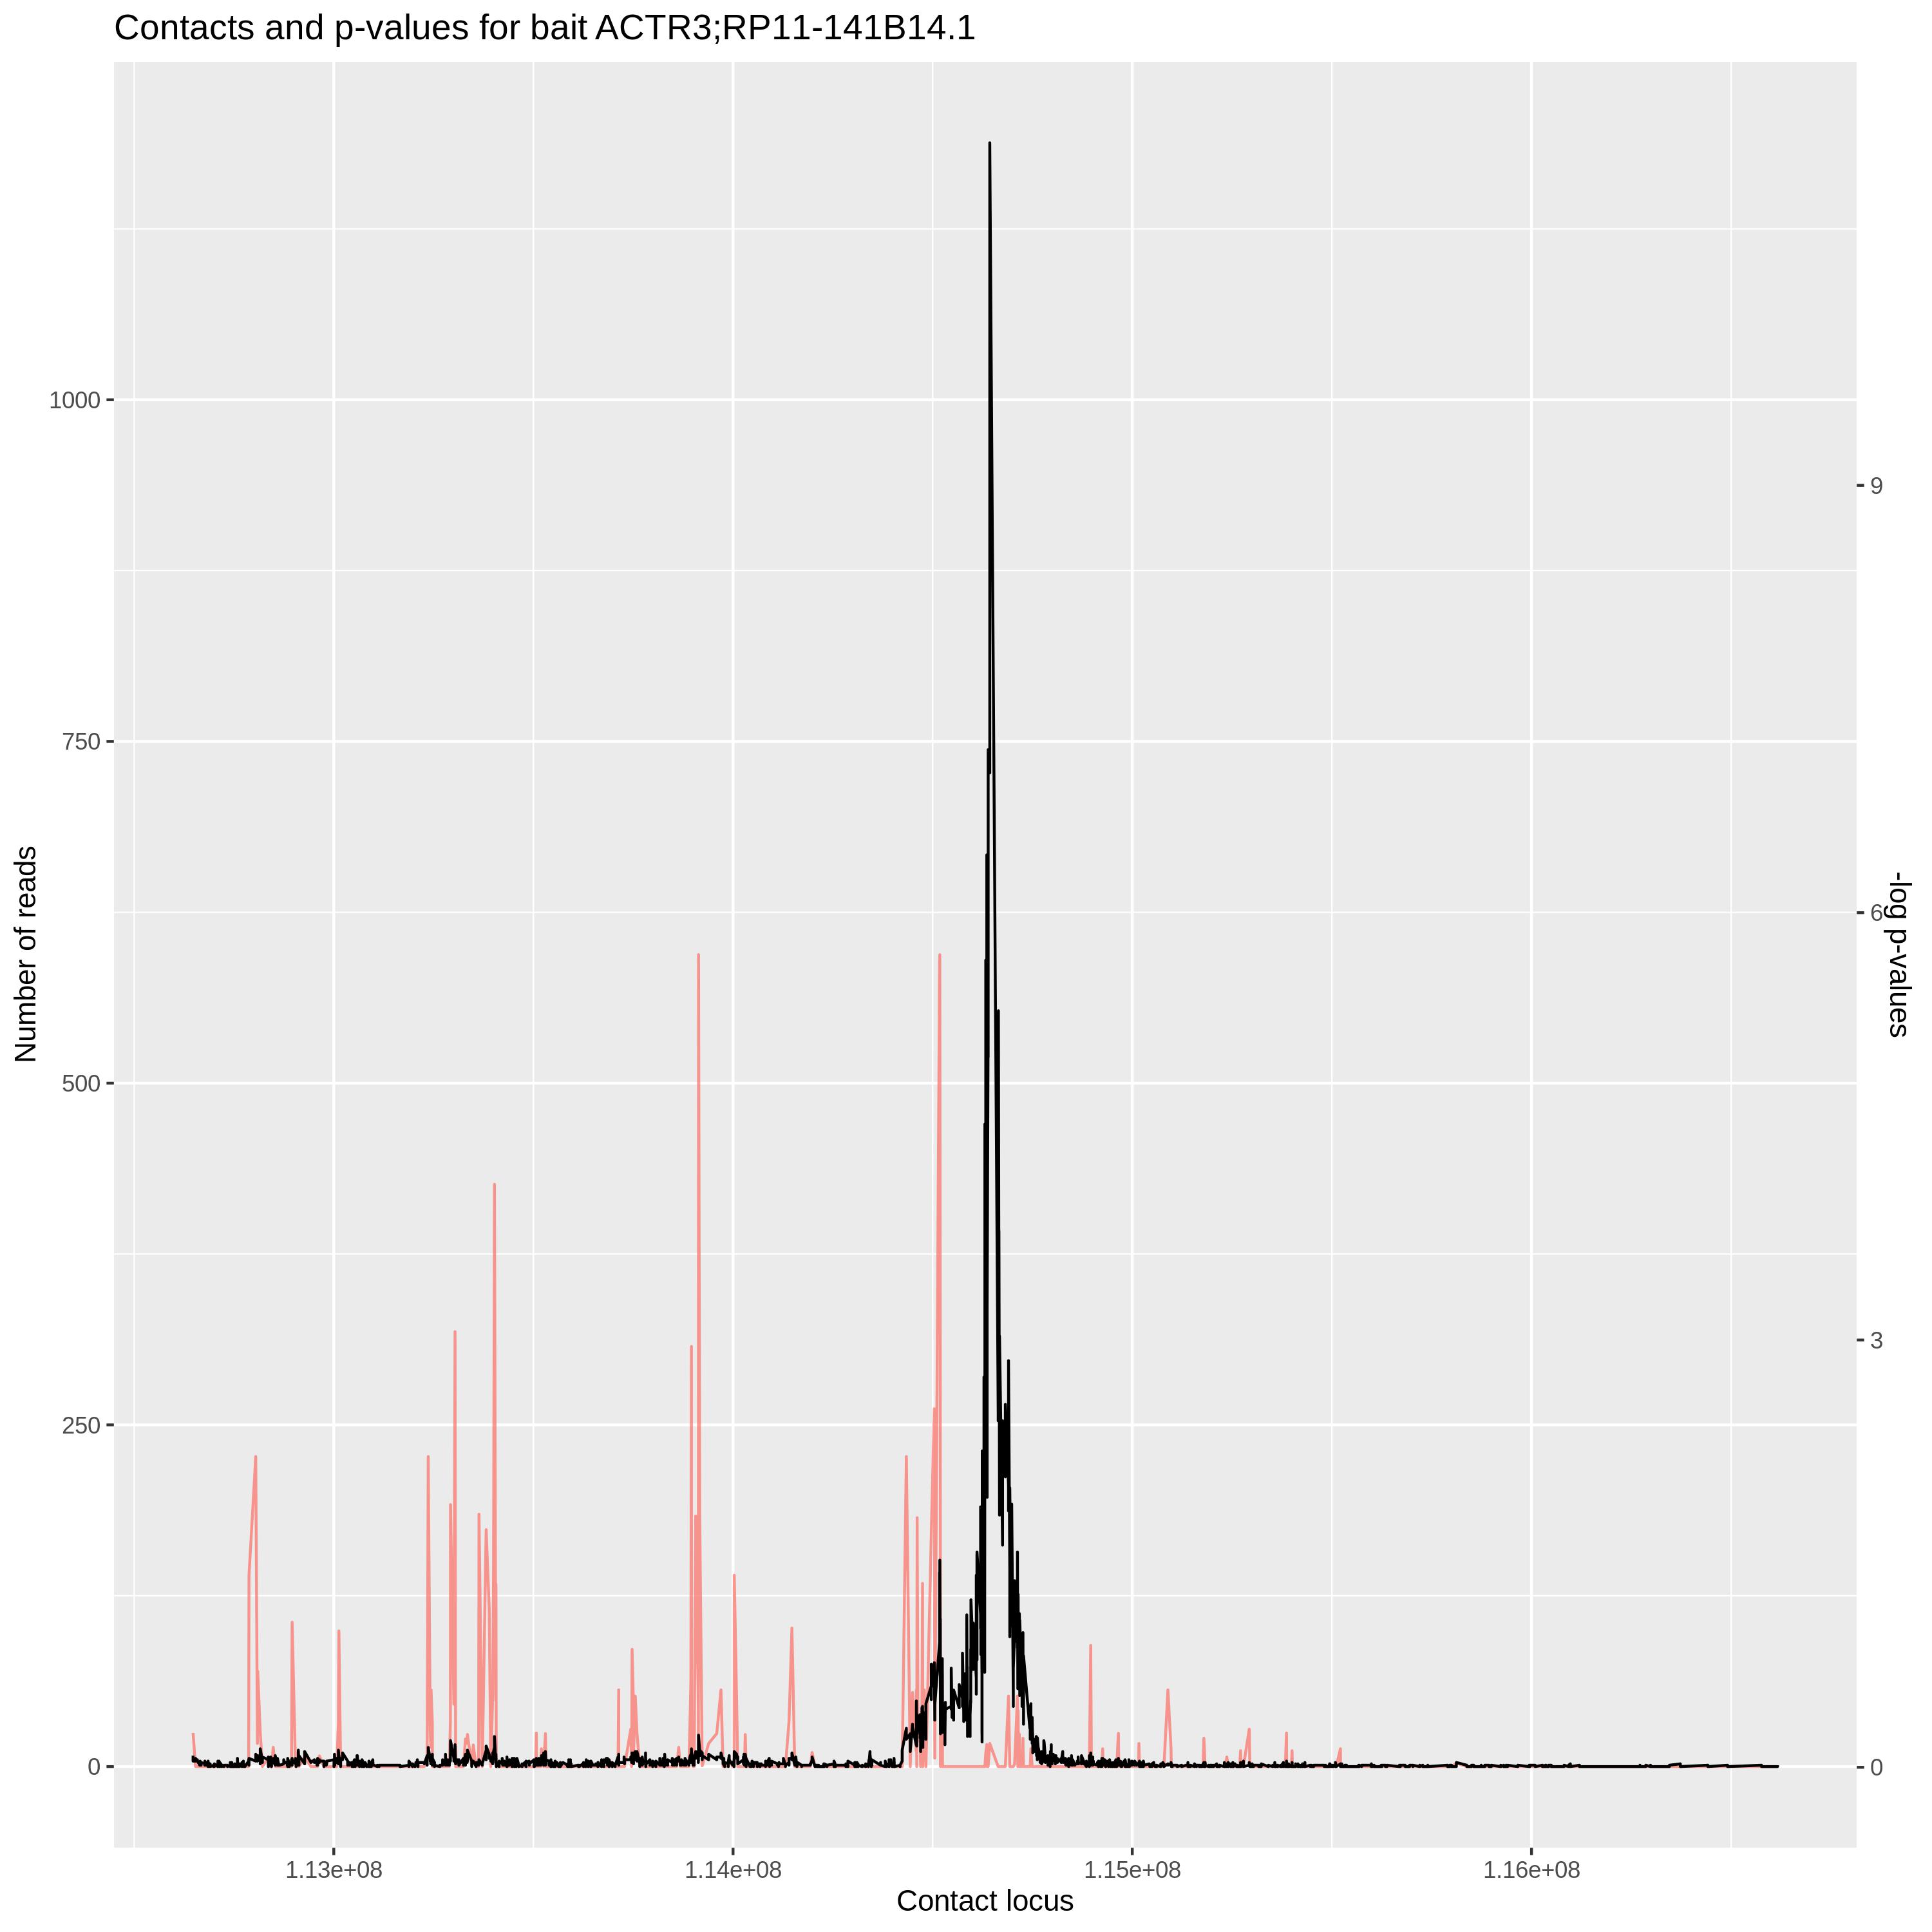 Contacts and p-values for bait ACTR3;RP11-141B14.1
Number of reads
1000
750
500
250
0
9
6
3
0
-log p-values
1.13e+08
1.14e+08
1.15e+08
1.16e+08
Contact locus